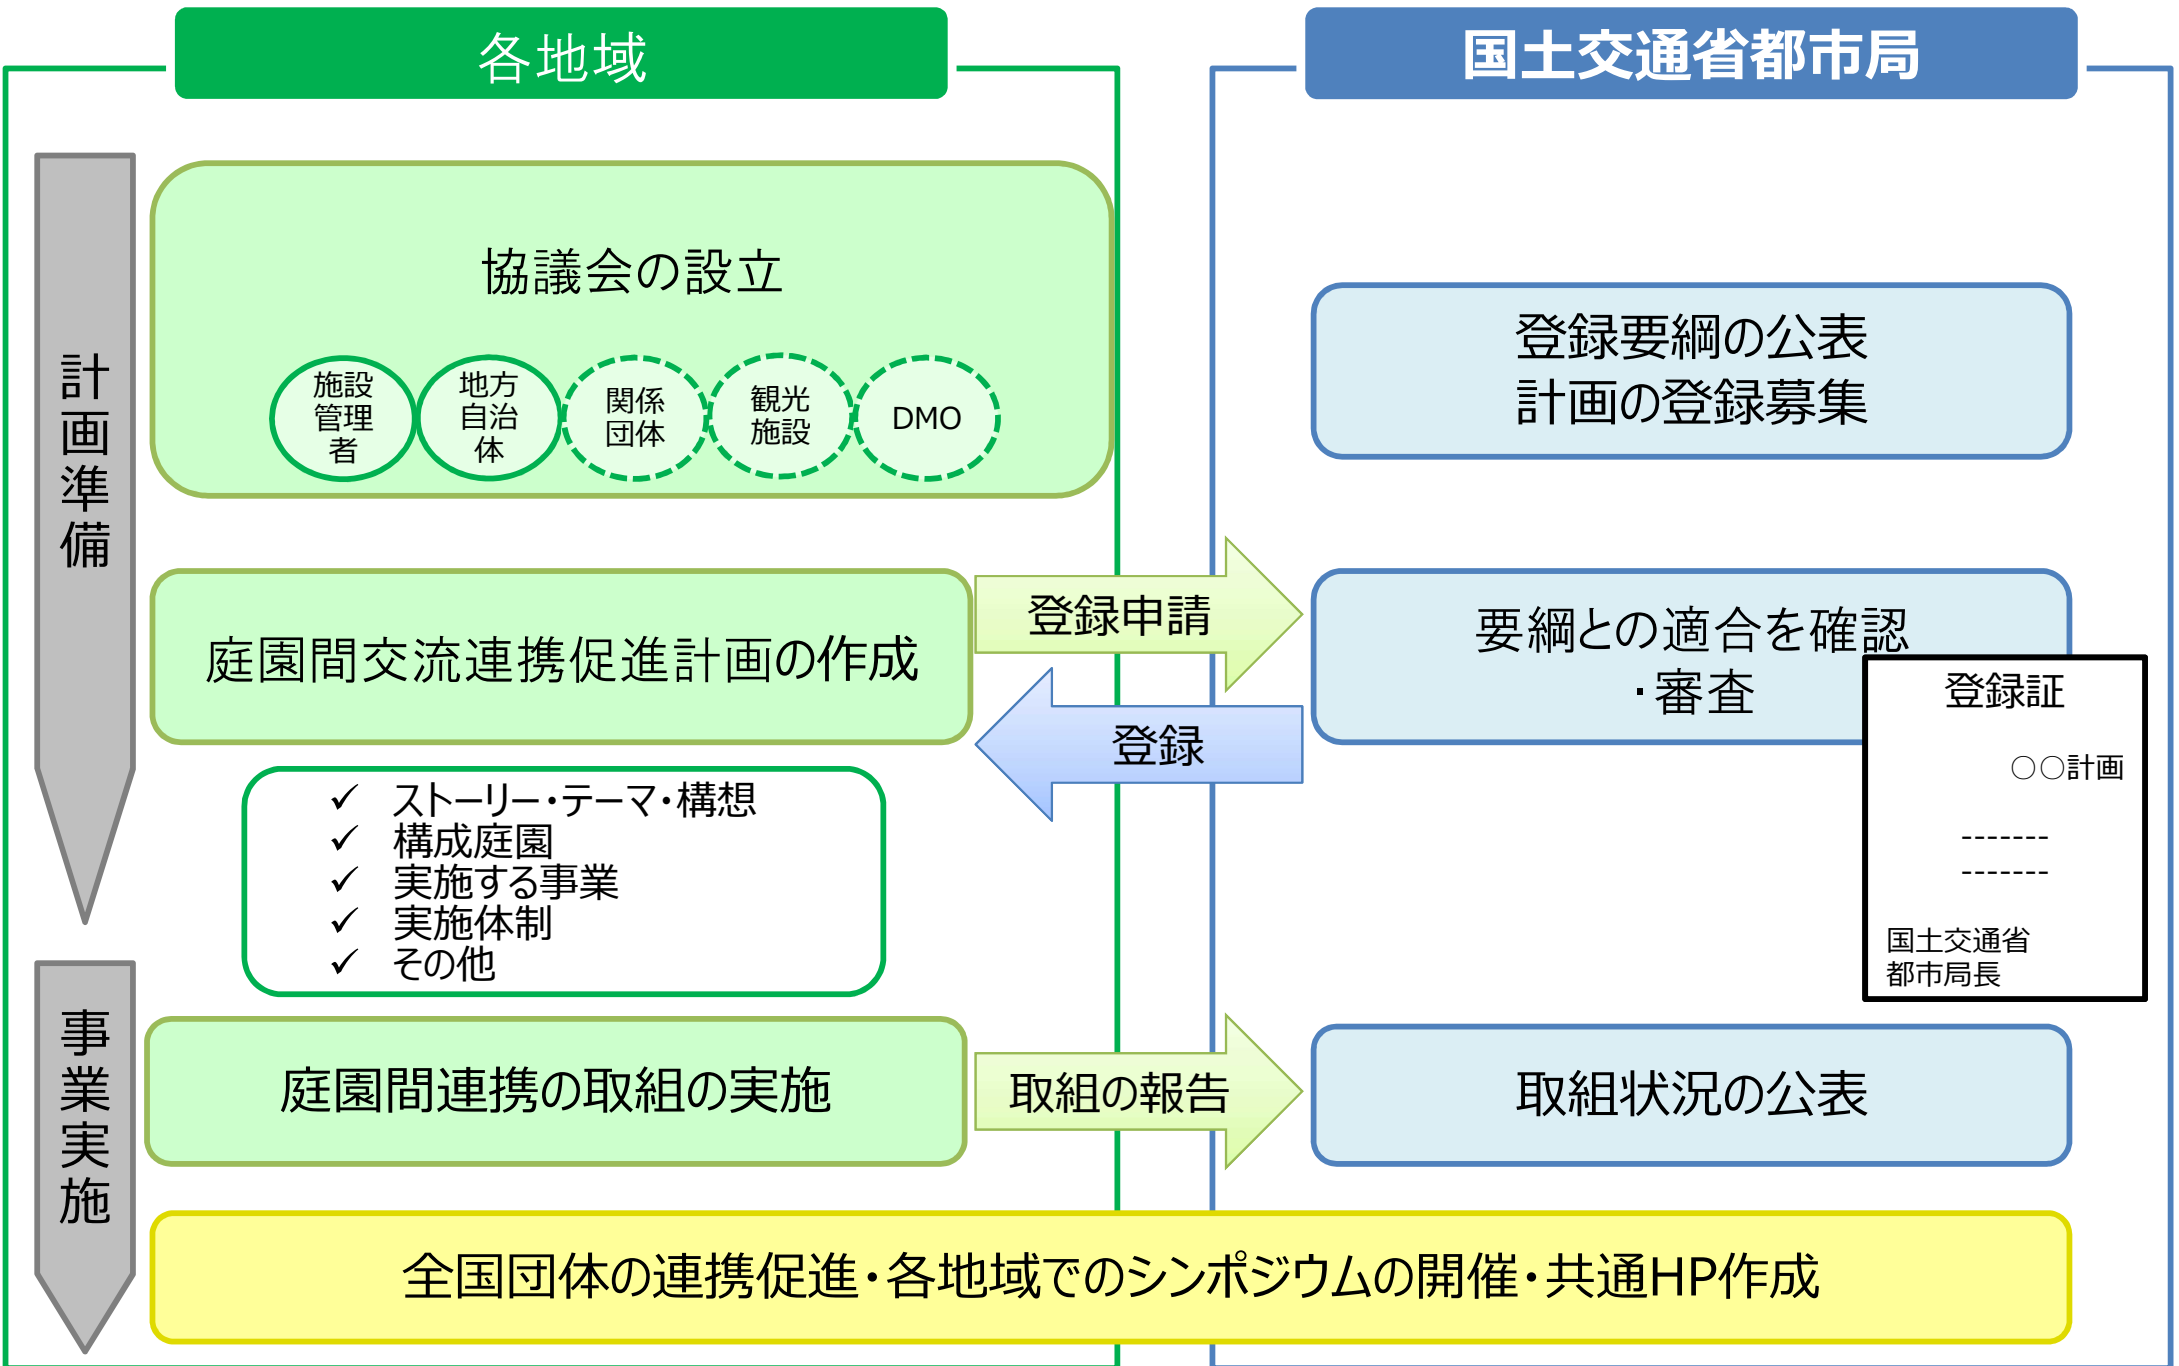 各地域
国土交通省都市局
計画準備
協議会の設立
施設
管理
者
地方
自治
体
関係
団体
観光
施設
DMO
登録要綱の公表
計画の登録募集
庭園間交流連携促進計画の作成
登録申請
登録
要綱との適合を確認
・審査
登録証
〇〇計画
-------
-------
国土交通省
都市局長
✓ ストーリー・テーマ・構想
✓ 構成庭園
✓ 実施する事業
✓ 実施体制
✓ その他
事業実施
庭園間連携の取組の実施
取組の報告
取組状況の公表
全国団体の連携促進・各地域でのシンポジウムの開催・共通HP作成